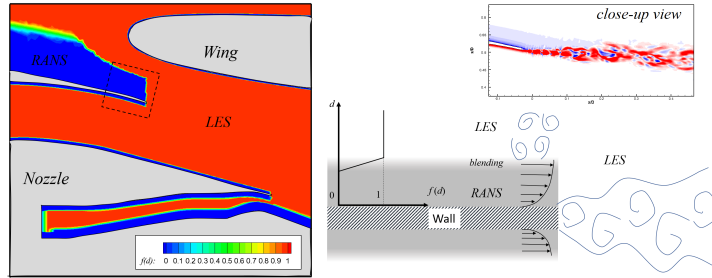 RANS
Wing
LES
Nozzle
f(d): 0 0.1 0.2 0.3 0.4 0.5 0.6 0.7 0.8 0.9 1
close-up view
d
LES
blending
LES
0
1
f(d)
RANS
Wall